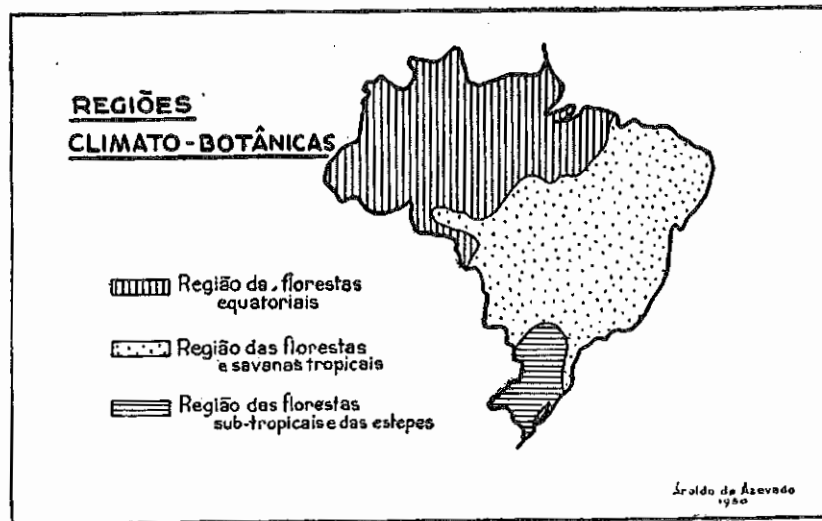 REGIÕES
CLIMATO-BOTÂNICAS
Região da florestas
equatoriais
Região das florestas
e savanas tropicais
Região das florestas
sub-tropicais e das estepes
Aroldo de Azevedo
1950